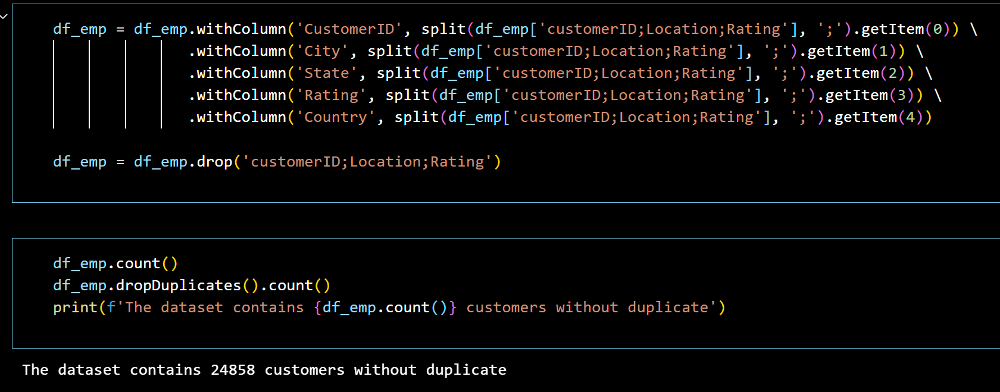 df_emp = df_emp.withColumn('CustomerID', split(df_emp['customerID;Location;Rating'], ';').getItem(0)) \
.withColumn('City', split(df_emp['customerID;Location;Rating'], ';').getItem(1)) \
.withColumn('State', split(df_emp['customerID;Location;Rating'], ';').getItem(2)) \
.withColumn('Rating', split(df_emp['customerID;Location;Rating'], ';').getItem(3)) \
.withColumn('Country', split(df_emp['customerID;Location;Rating'], ';').getItem(4))
df_emp = df_emp.drop('customerID;Location;Rating')
df_emp.count()
df_emp.dropDuplicates().count()
print(f'The dataset contains {df_emp.count()} customers without duplicate')
The dataset contains 24858 customers without duplicate